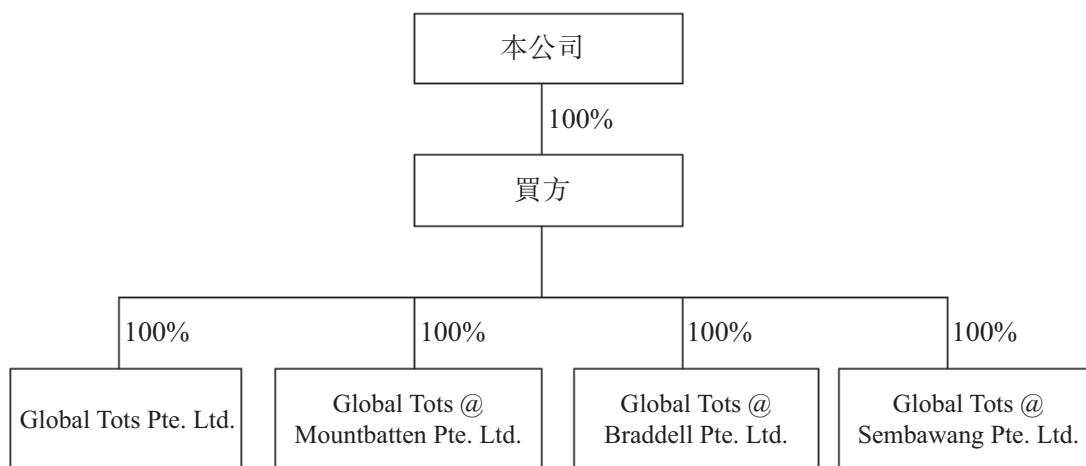 本公司
100%
買方
100%
100%
100%
100%
Global Tots Pte. Ltd.
Global Tots @
Mountbatten Pte. Ltd.
Global Tots @
Braddell Pte. Ltd.
Global Tots @
Sembawang Pte. Ltd.